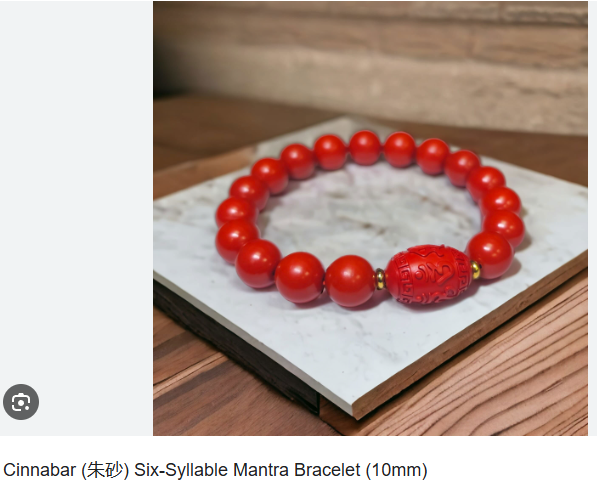 Cinnabar (朱砂) Six-Syllable Mantra Bracelet (10mm)